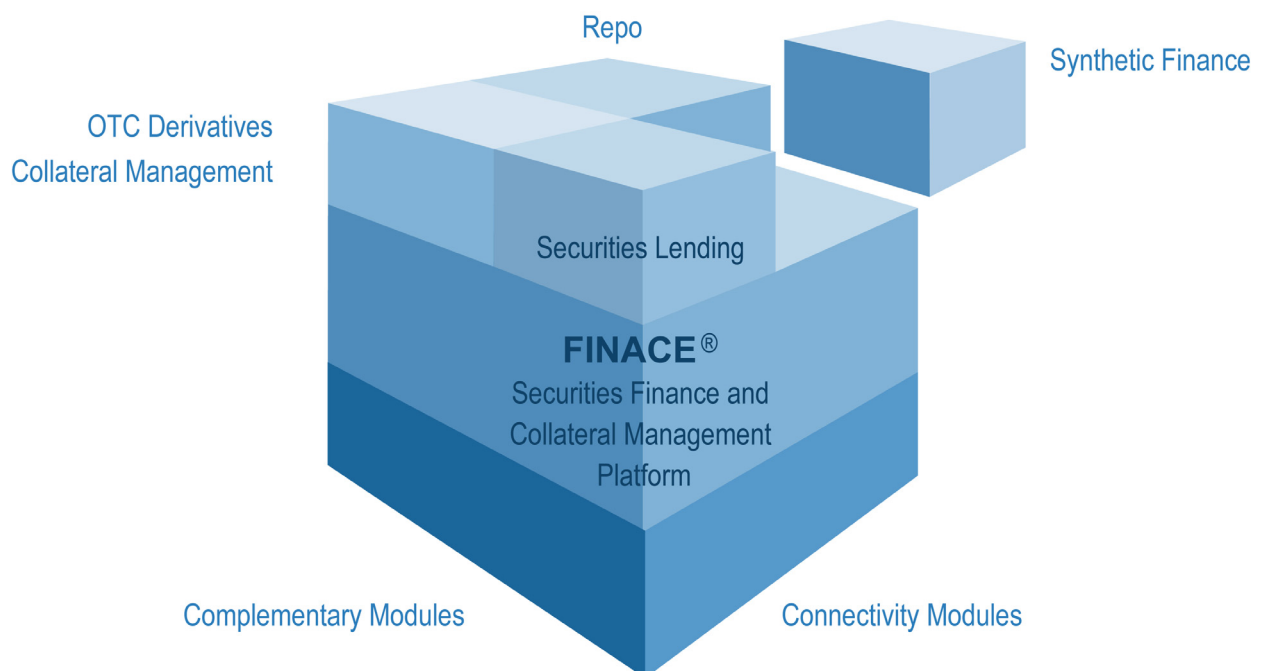 Repo
Synthetic Finance
OTC Derivatives
Collateral Management
Securities Lending
FINACE®
Securities Finance and
Collateral Management
Platform
Complementary Modules
Connectivity Modules